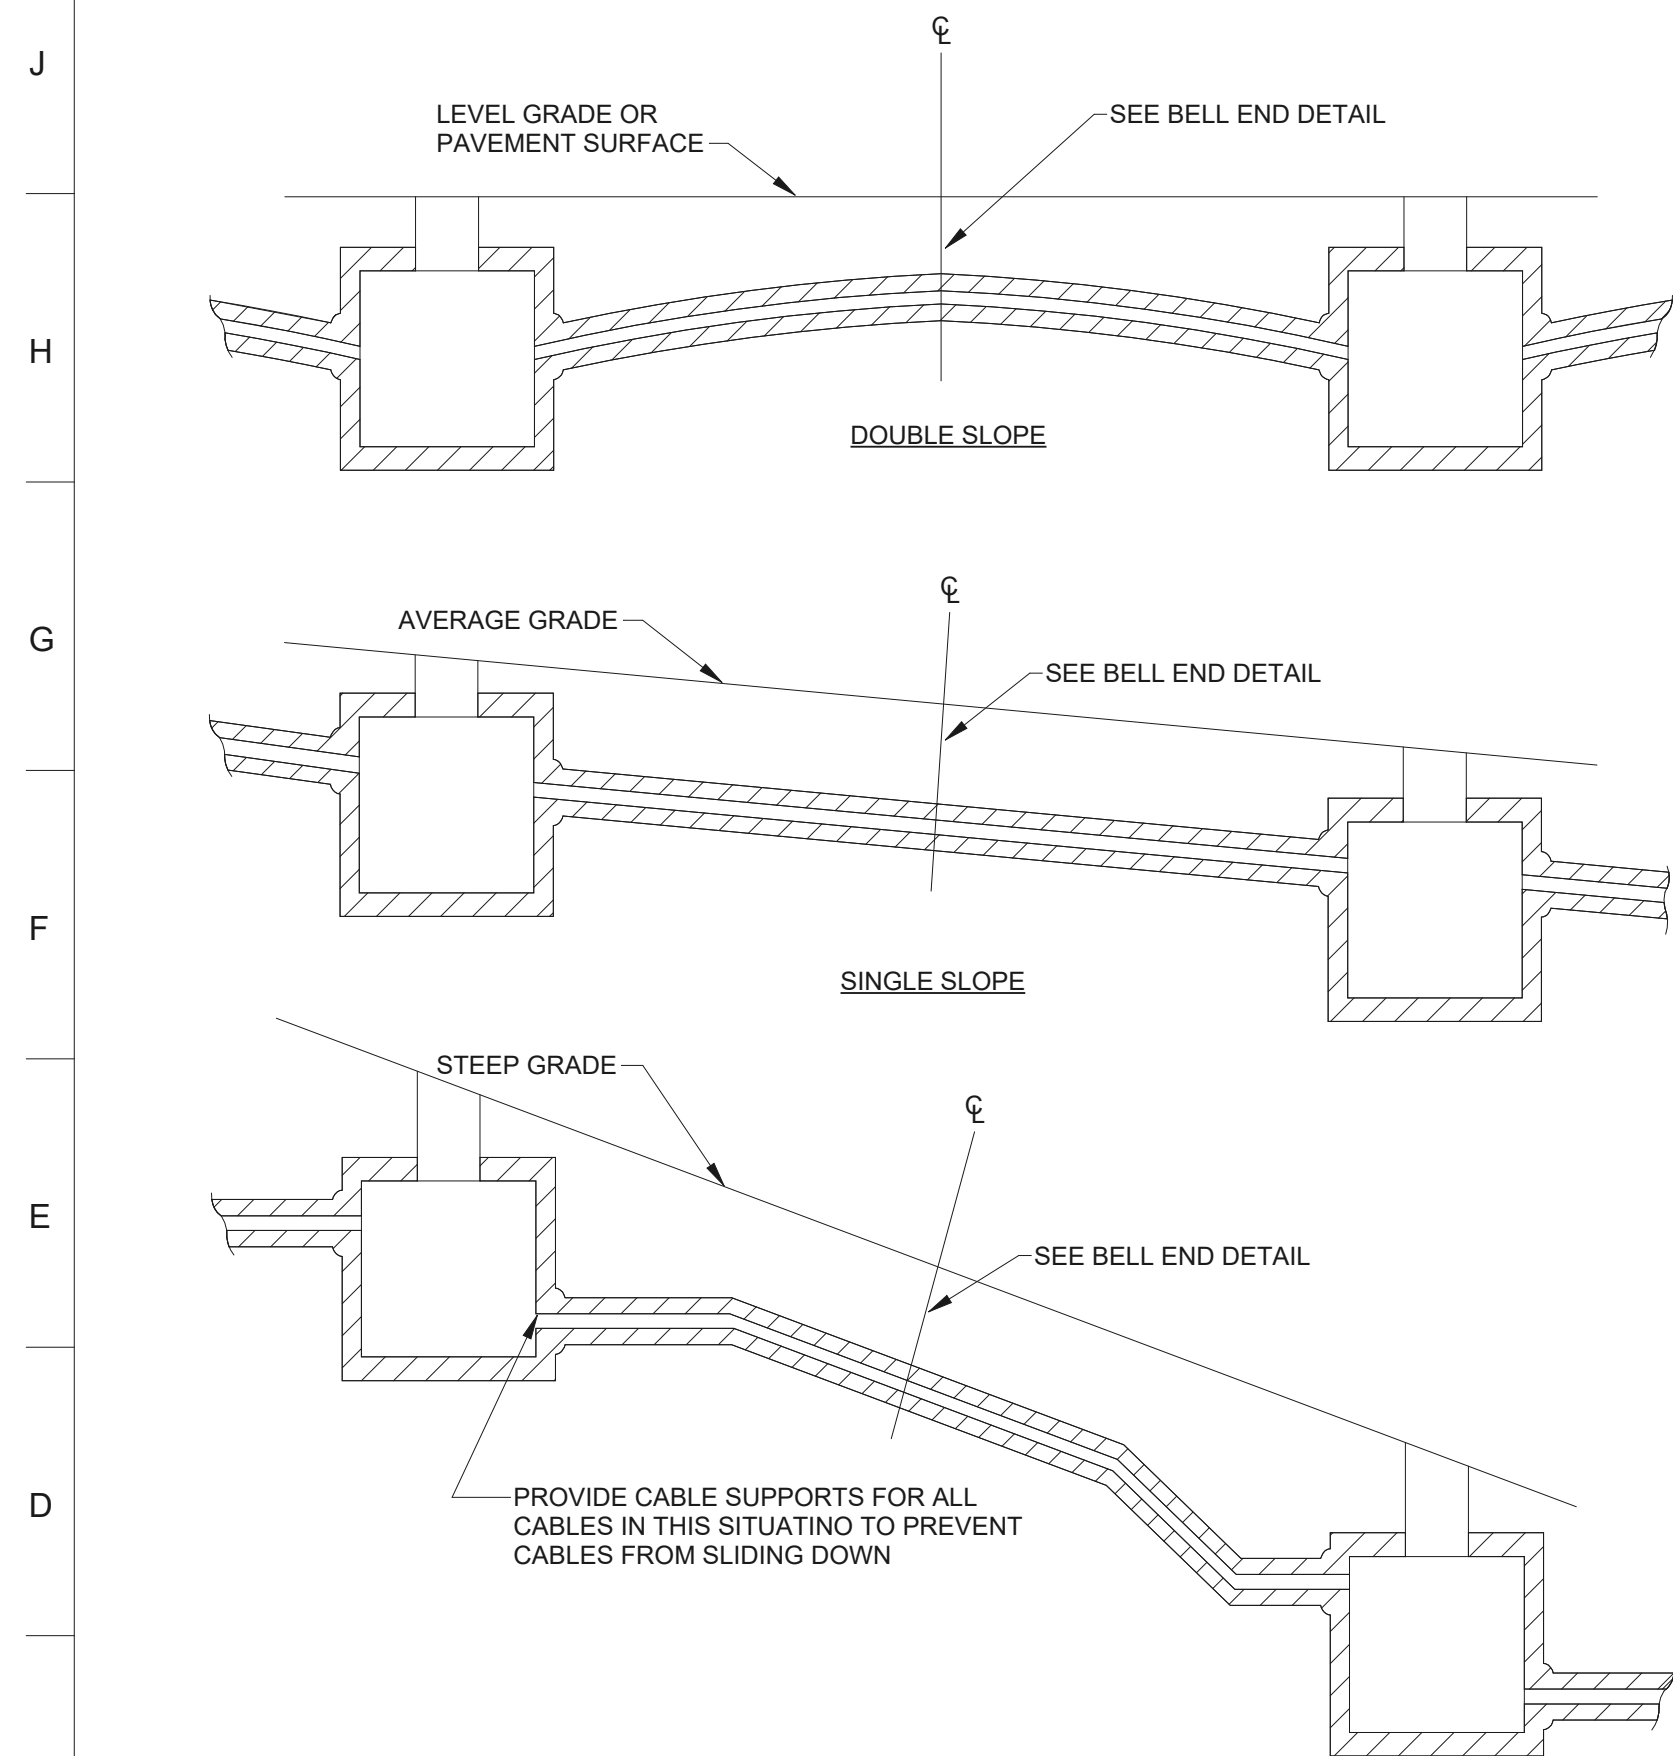 ℄
J
LEVEL GRADE OR
PAVEMENT SURFACE
SEE BELL END DETAIL
H
DOUBLE SLOPE
℄
G
AVERAGE GRADE
SEE BELL END DETAIL
F
SINGLE SLOPE
STEEP GRADE
℄
E
SEE BELL END DETAIL
D
PROVIDE CABLE SUPPORTS FOR ALL
CABLES IN THIS SITUATINO TO PREVENT
CABLES FROM SLIDING DOWN